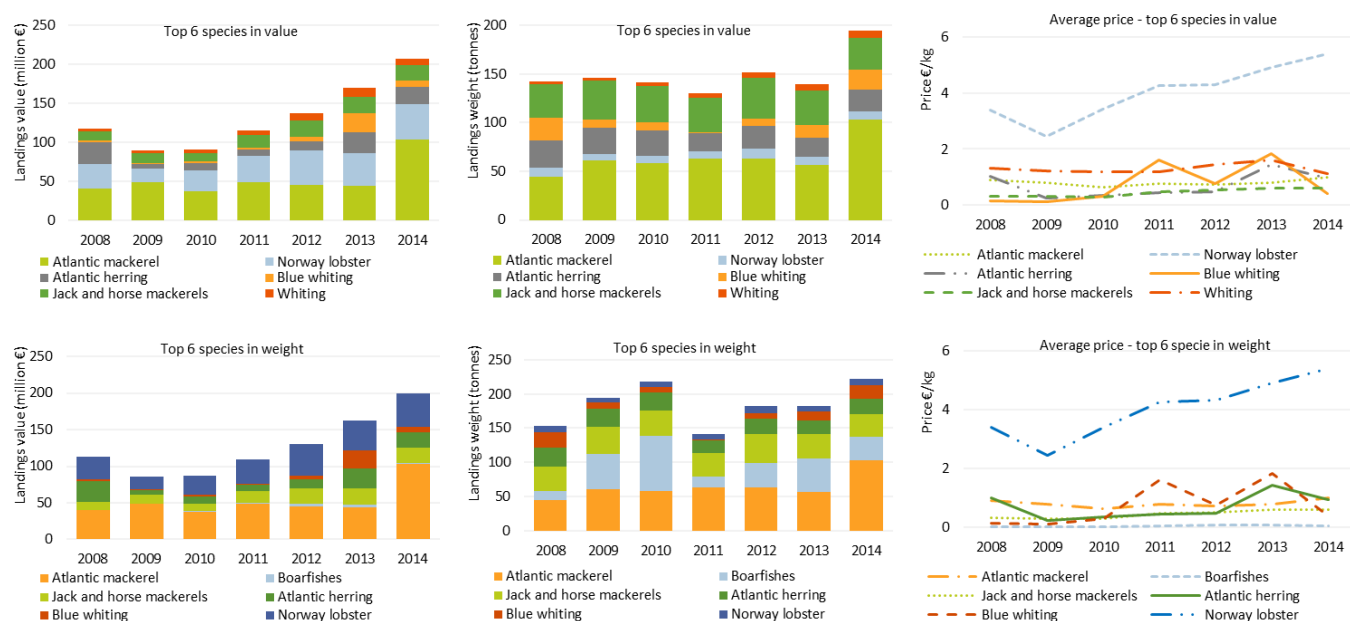 Top 6 species in value
Landings value (million €)
250
200
150
100
50
0
2008 2009 2010 2011 2012 2013 2014
Atlantic mackerel Norway lobster
Atlantic herring Blue whiting
Jack and horse mackerels Whiting
Top 6 species in value
Landings weight (tonnes)
200
150
100
50
0
2008 2009 2010 2011 2012 2013 2014
Atlantic mackerel Norway lobster
Atlantic herring Blue whiting
Jack and horse mackerels Whiting
Average price - top 6 species in value
Price €/kg
6
4
2
0
2008 2009 2010 2011 2012 2013 2014
Atlantic mackerel Norway lobster
Atlantic herring Blue whiting
Jack and horse mackerels Whiting
Top 6 species in weight
Landings value (million €)
250
200
150
100
50
0
2008 2009 2010 2011 2012 2013 2014
Atlantic mackerel Boarfishes
Jack and horse mackerels Atlantic herring
Blue whiting Norway lobster
Top 6 species in weight
Landings weight (tonnes)
250
200
150
100
50
0
2008 2009 2010 2011 2012 2013 2014
Atlantic mackerel Boarfishes
Jack and horse mackerels Atlantic herring
Blue whiting Norway lobster
Average price - top 6 specie in weight
Price €/kg
6
4
2
0
2008 2009 2010 2011 2012 2013 2014
Atlantic mackerel Boarfishes
Jack and horse mackerels Atlantic herring
Blue whiting Norway lobster